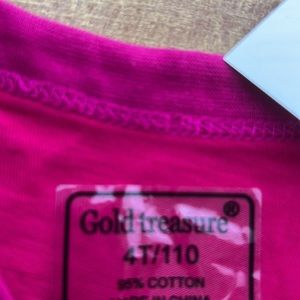 Gold treasure®
4T/110
95% COTTON
MADE IN CHINA